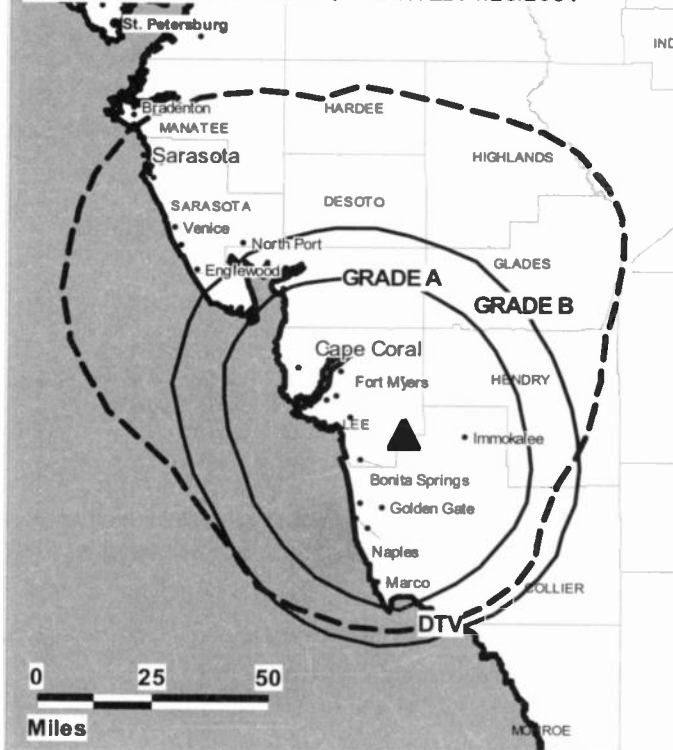 St. Petersburg
IND
Bradenton
HARDEE
MANATEE
Sarasota
HIGHLANDS
SARASOTA
DESOTO
Venice
North Port
GLADES
Englewood
GRADE A
GRADE B
Cape Coral
Fort Myers
HENDRY
LEE
Immokalee
Bonita Springs
Golden Gate
Naples
Marco
COLLIER
DTV
0 25 50
Miles
MONROE